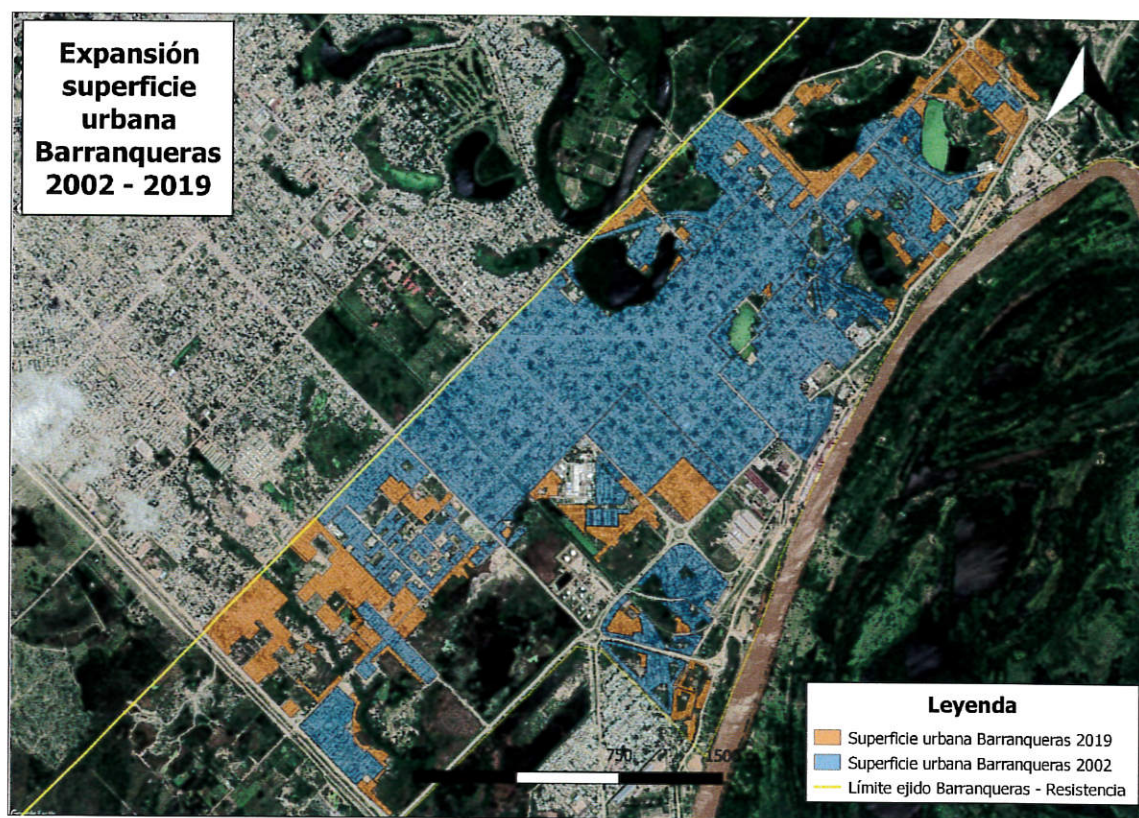 Expansión
superficie
urbana
Barranqueras
2002 - 2019
N
750
1500
Leyenda
Superficie urbana Barranqueras 2019
Superficie urbana Barranqueras 2002
Límite ejido Barranqueras - Resistencia